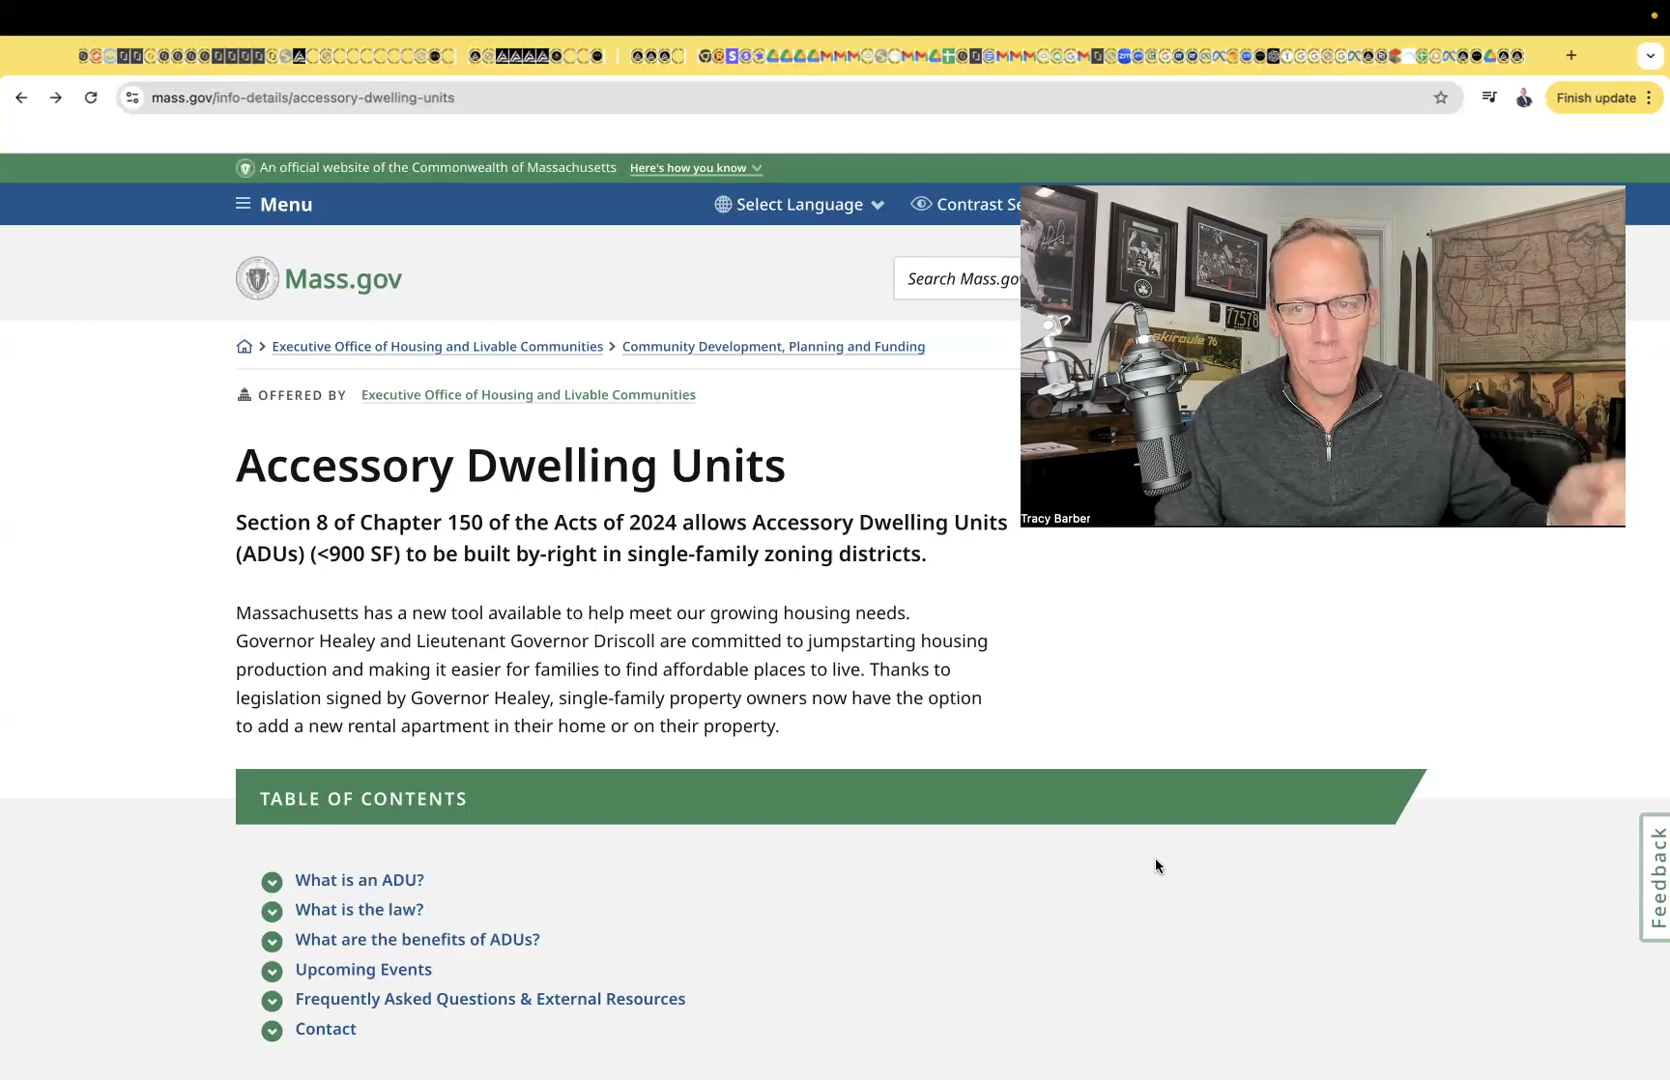 mass.gov/info-details/accessory-dwelling-units
Finish update
An official website of the Commonwealth of Massachusetts Here's how you know
Menu
Select Language
Contrast Se
Mass.gov
Search Mass.go
Executive Office of Housing and Livable Communities
Community Development, Planning and Funding
OFFERED BY Executive Office of Housing and Livable Communities
77578
skiroule 76
Tracy Barber
Accessory Dwelling Units
Section 8 of Chapter 150 of the Acts of 2024 allows Accessory Dwelling Units
(ADUs) (<900 SF) to be built by-right in single-family zoning districts.
Massachusetts has a new tool available to help meet our growing housing needs.
Governor Healey and Lieutenant Governor Driscoll are committed to jumpstarting housing
production and making it easier for families to find affordable places to live. Thanks to
legislation signed by Governor Healey, single-family property owners now have the option
to add a new rental apartment in their home or on their property.
TABLE OF CONTENTS
What is an ADU?
What is the law?
What are the benefits of ADUs?
Upcoming Events
Frequently Asked Questions & External Resources
Contact
Feedback